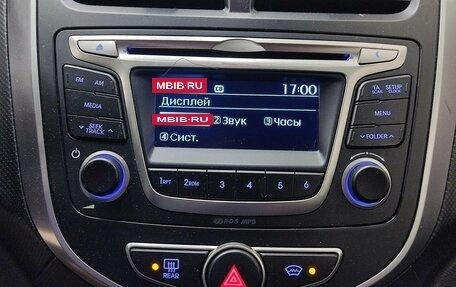 MBIB.RU
17:00
Дисплей
MBIB.RU
2 Звук 3 Часы
4 Сист.
FM AM
MEDIA
SEEK
TRACK
TA
SCAN
SETUP
CLOCK
MENU
FOLDER
1 RPT 2 RDM 3 4 5 6
RDS MP3
REAR